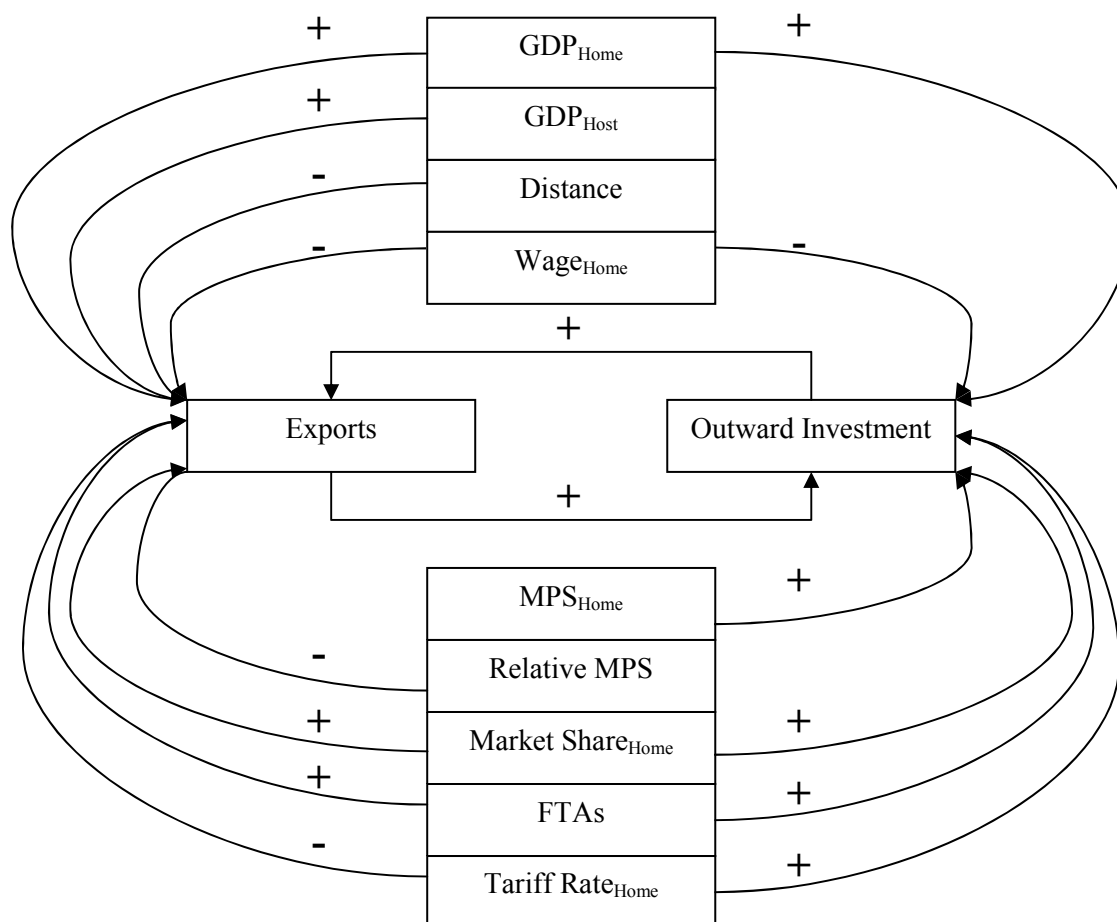 + GDPHome +
+ GDPHost
- Distance
- WageHome -
+
Exports Outward Investment
+
MPSHome +
- Relative MPS
+ Market ShareHome +
+ FTAs +
- Tariff RateHome +